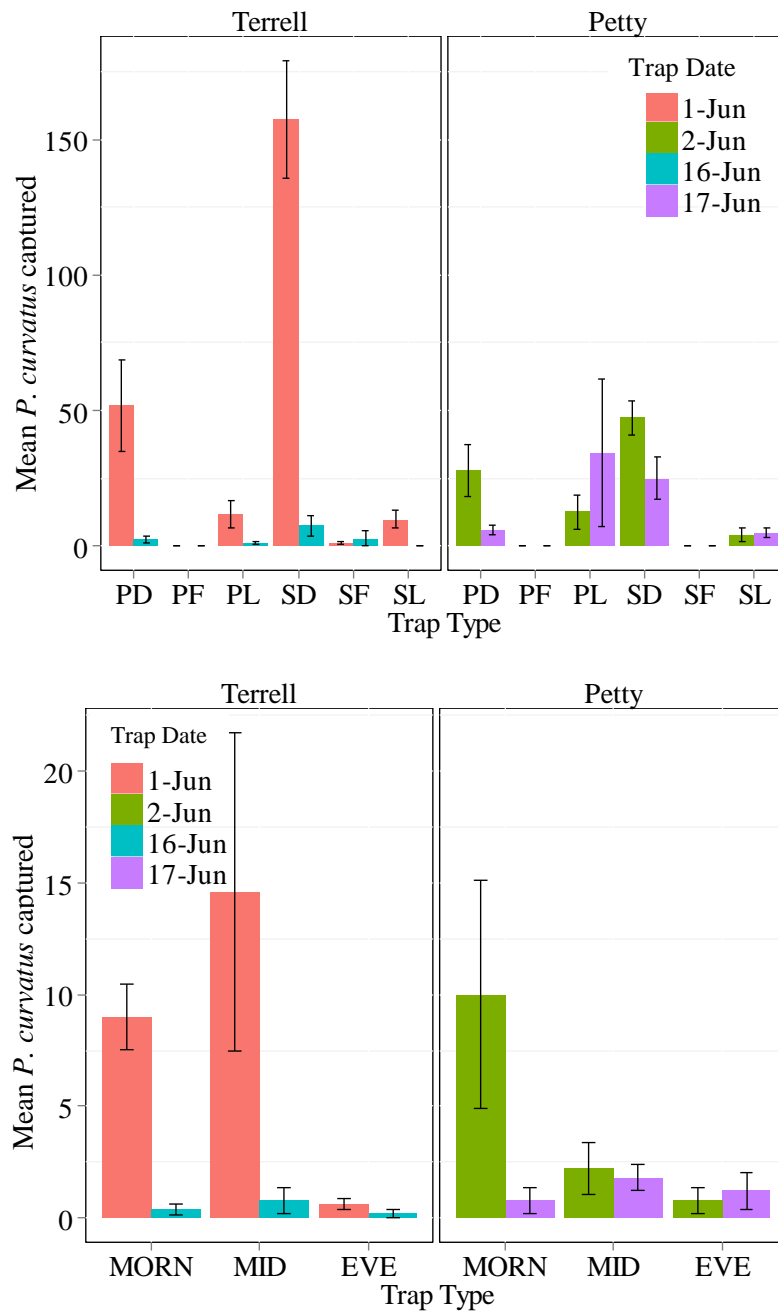 Terrell Petty
Mean P. curvatus captured
150
100
50
0
Trap Date
1-Jun
2-Jun
16-Jun
17-Jun
PD PF PL SD SF SL PD PF PL SD SF SL
Trap Type
Terrell Petty
Mean P. curvatus captured
20
15
10
5
0
Trap Date
1-Jun
2-Jun
16-Jun
17-Jun
MORN MID EVE MORN MID EVE
Trap Type